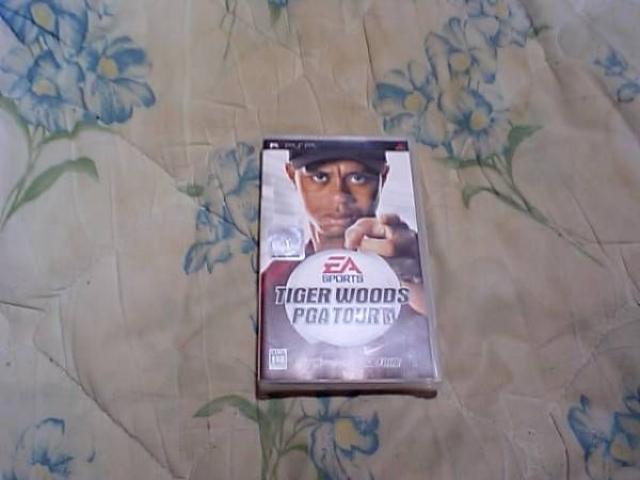 PSP
EA
SPORTS
TIGER WOODS
PGA TOUR